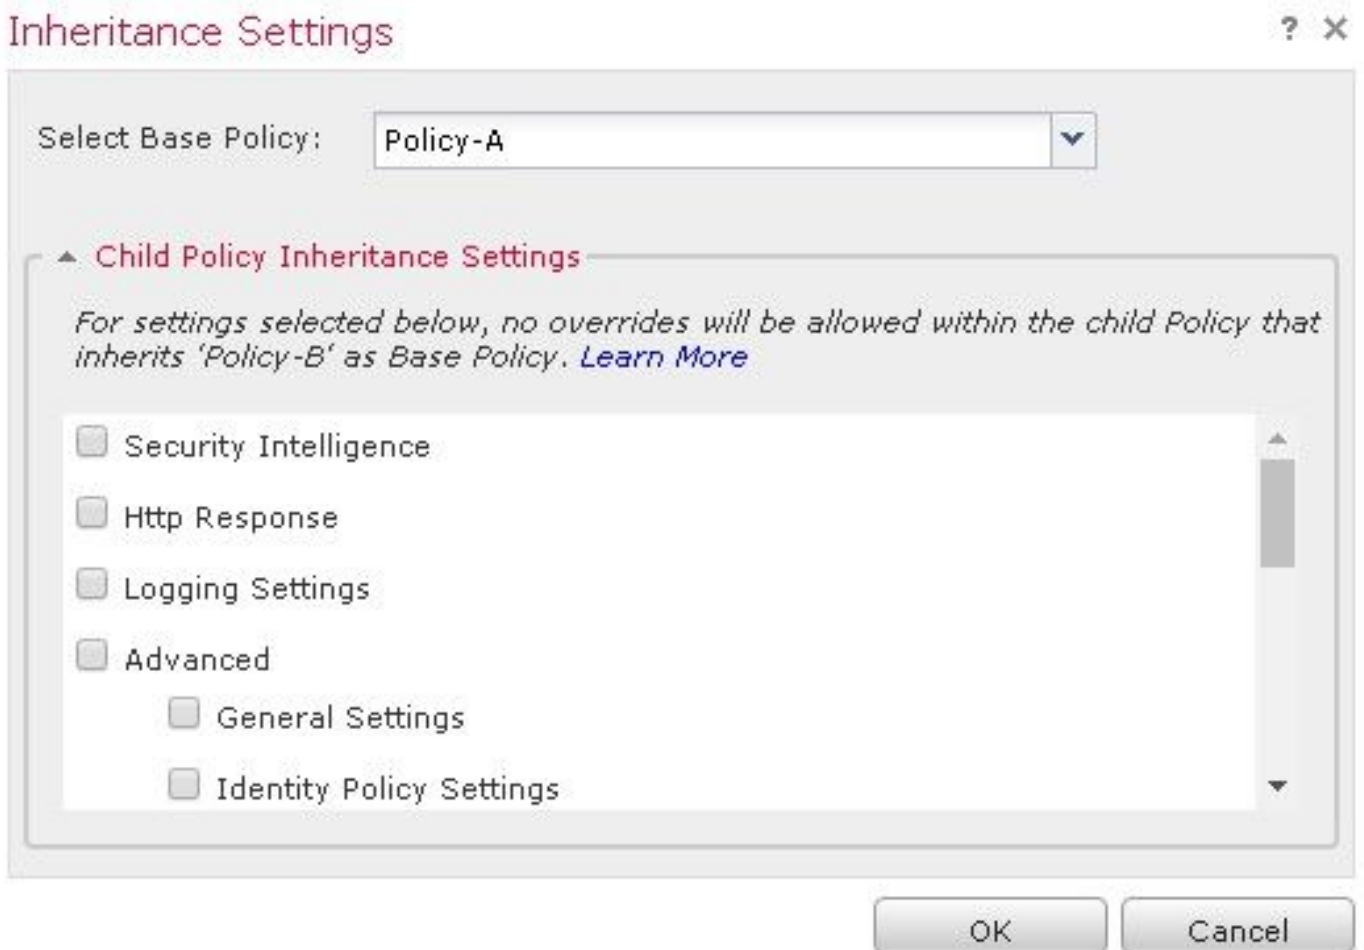 Inheritance Settings
? ×
Select Base Policy:
Policy-A
Child Policy Inheritance Settings
For settings selected below, no overrides will be allowed within the child Policy that
inherits ‘Policy-B’ as Base Policy. Learn More
Security Intelligence
Http Response
Logging Settings
Advanced
General Settings
Identity Policy Settings
OK
Cancel